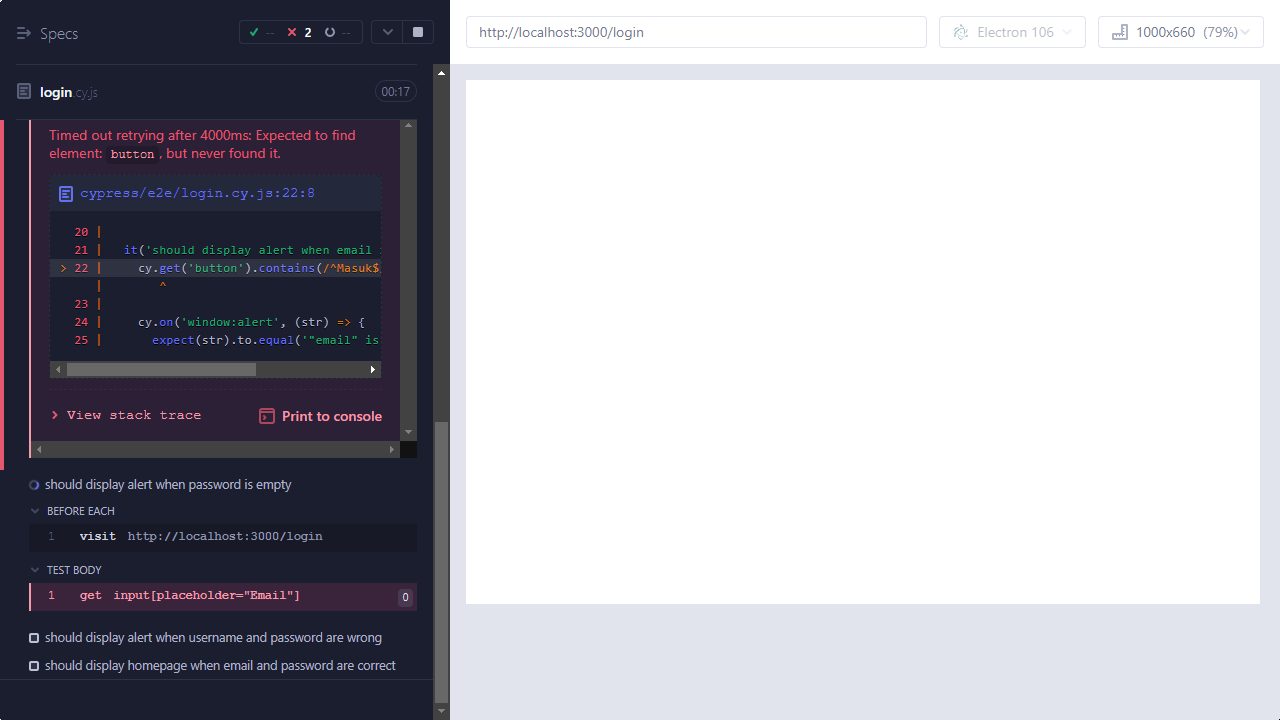 Specs
-- 2 --
http://localhost:3000/login
Electron 106
1000x660 (79%)
login.cy.js
00:17
Timed out retrying after 4000ms: Expected to find
element: button, but never found it.
cypress/e2e/login.cy.js:22:8
20 |
21 | it('should display alert when email
> 22 | cy.get('button').contains(/^Masuk$
| ^
23 |
24 | cy.on('window:alert', (str) => {
25 | expect(str).to.equal('"email" is
> View stack trace
Print to console
should display alert when password is empty
BEFORE EACH
1 visit http://localhost:3000/login
TEST BODY
1 get input[placeholder="Email"] 0
should display alert when username and password are wrong
should display homepage when email and password are correct